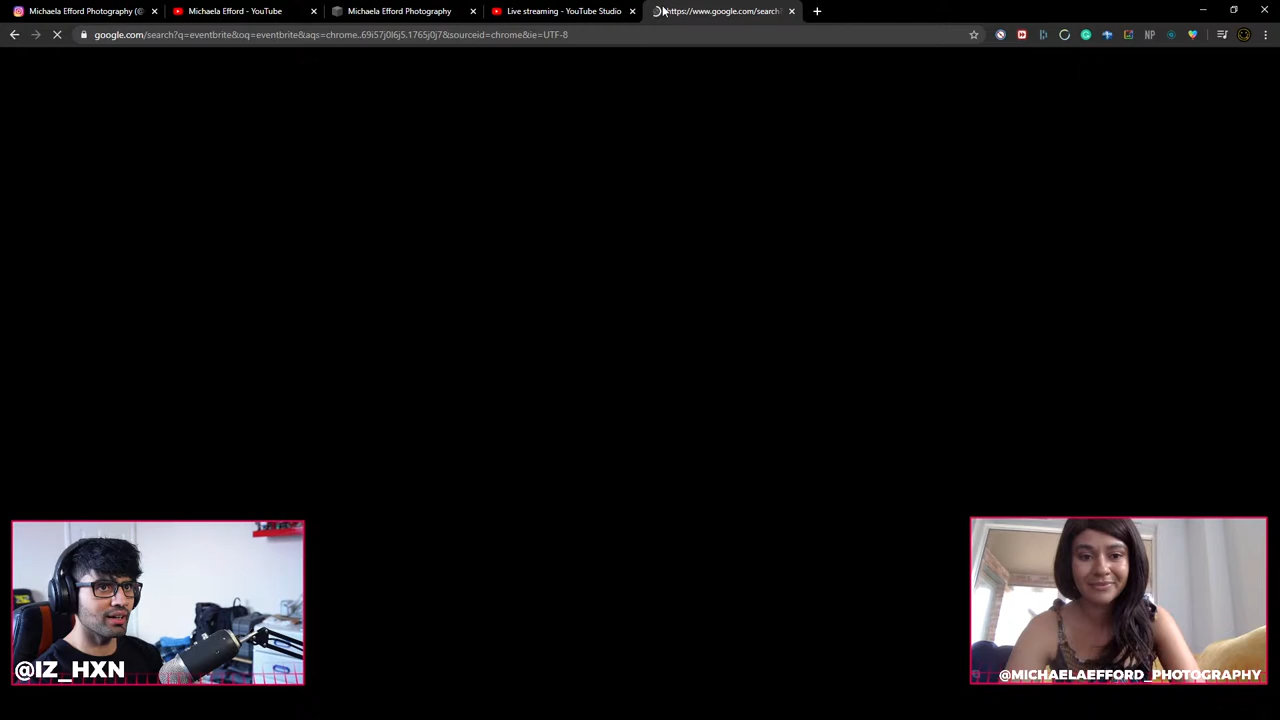 Michaela Efford Photography (@
Michaela Efford - YouTube
Michaela Efford Photography
Live streaming - YouTube Studio
https://www.google.com/search?
google.com/search?q=eventbrite&oq=eventbrite&aqs=chrome..69i57j0l6j5.1765j0j7&sourceid=chrome&ie=UTF-8
NP
@IZ_HXN
@MICHAELAEFFORD_PHOTOGRAPHY